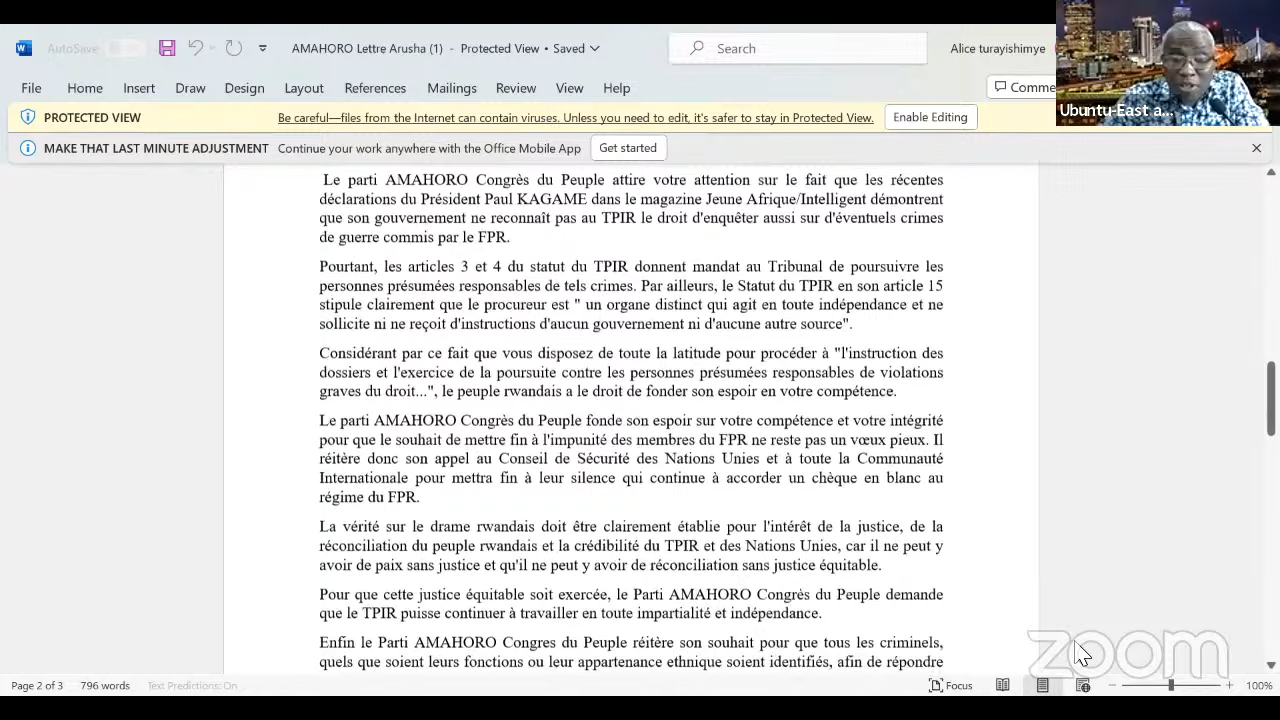 AutoSave
AMAHORO Lettre Arusha (1) - Protected View • Saved
Search
Alice turayishimye
File Home Insert Draw Design Layout References Mailings Review View Help
Comme
Ubuntu-East a...
PROTECTED VIEW Be careful—files from the Internet can contain viruses. Unless you need to edit, it's safer to stay in Protected View. Enable Editing
MAKE THAT LAST MINUTE ADJUSTMENT Continue your work anywhere with the Office Mobile App Get started
Le parti AMAHORO Congrès du Peuple attire votre attention sur le fait que les récentes
déclarations du Président Paul KAGAME dans le magazine Jeune Afrique/Intelligent démontrent
que son gouvernement ne reconnaît pas au TPIR le droit d'enquêter aussi sur d'éventuels crimes
de guerre commis par le FPR.
Pourtant, les articles 3 et 4 du statut du TPIR donnent mandat au Tribunal de poursuivre les
personnes présumées responsables de tels crimes. Par ailleurs, le Statut du TPIR en son article 15
stipule clairement que le procureur est " un organe distinct qui agit en toute indépendance et ne
sollicite ni ne reçoit d'instructions d'aucun gouvernement ni d'aucune autre source".
Considérant par ce fait que vous disposez de toute la latitude pour procéder à "l'instruction des
dossiers et l'exercice de la poursuite contre les personnes présumées responsables de violations
graves du droit...", le peuple rwandais a le droit de fonder son espoir en votre compétence.
Le parti AMAHORO Congrès du Peuple fonde son espoir sur votre compétence et votre intégrité
pour que le souhait de mettre fin à l'impunité des membres du FPR ne reste pas un vœux pieux. Il
réitère donc son appel au Conseil de Sécurité des Nations Unies et à toute la Communauté
Internationale pour mettra fin à leur silence qui continue à accorder un chèque en blanc au
régime du FPR.
La vérité sur le drame rwandais doit être clairement établie pour l'intérêt de la justice, de la
réconciliation du peuple rwandais et la crédibilité du TPIR et des Nations Unies, car il ne peut y
avoir de paix sans justice et qu'il ne peut y avoir de réconciliation sans justice équitable.
Pour que cette justice équitable soit exercée, le Parti AMAHORO Congrès du Peuple demande
que le TPIR puisse continuer à travailler en toute impartialité et indépendance.
Enfin le Parti AMAHORO Congres du Peuple réitère son souhait pour que tous les criminels,
quels que soient leurs fonctions ou leur appartenance ethnique soient identifiés, afin de répondre
zoom
Page 2 of 3 796 words Text Predictions: On Focus 100%